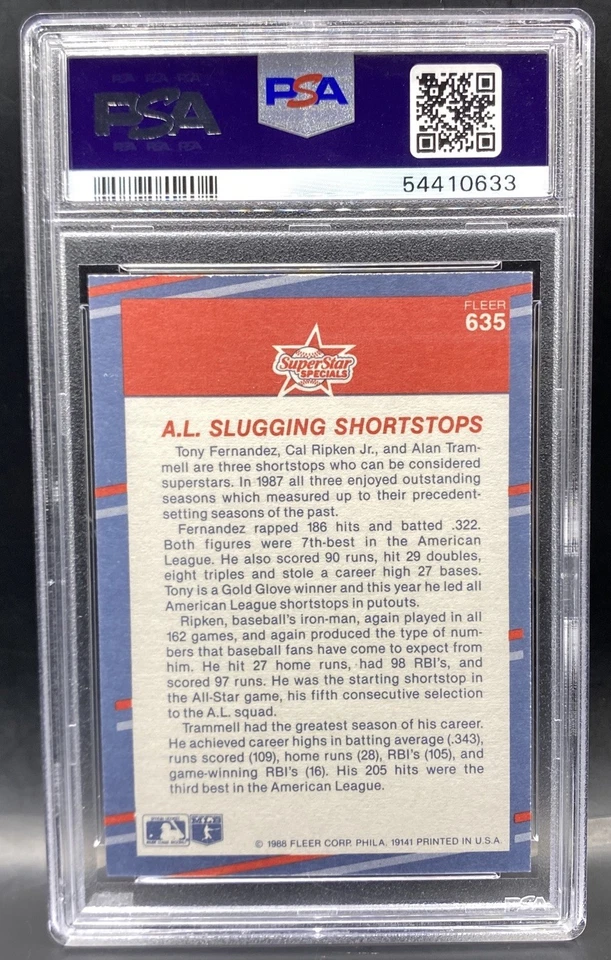 PSA PSA PSA
PSA
PSA PSA PSA
PSA
54410633
FLEER
635
SuperStar
SPECIALS
A.L. SLUGGING SHORTSTOPS
Tony Fernandez, Cal Ripken Jr., and Alan Tram-
mell are three shortstops who can be considered
superstars. In 1987 all three enjoyed outstanding
seasons which measured up to their precedent-
setting seasons of the past.
Fernandez rapped 186 hits and batted .322.
Both figures were 7th-best in the American
League. He also scored 90 runs, hit 29 doubles,
eight triples and stole a career high 27 bases.
Tony is a Gold Glove winner and this year he led all
American League shortstops in putouts.
Ripken, baseball's iron-man, again played in all
162 games, and again produced the type of num-
bers that baseball fans have come to expect from
him. He hit 27 home runs, had 98 RBI's, and
scored 97 runs. He was the starting shortstop in
the All-Star game, his fifth consecutive selection
to the A.L. squad.
Trammell had the greatest season of his career.
He achieved career highs in batting average (.343),
runs scored (109), home runs (28), RBI's (105), and
game-winning RBI's (16). His 205 hits were the
third best in the American League.
© 1988 FLEER CORP. PHILA. 19141 PRINTED IN U.S.A.
PSA